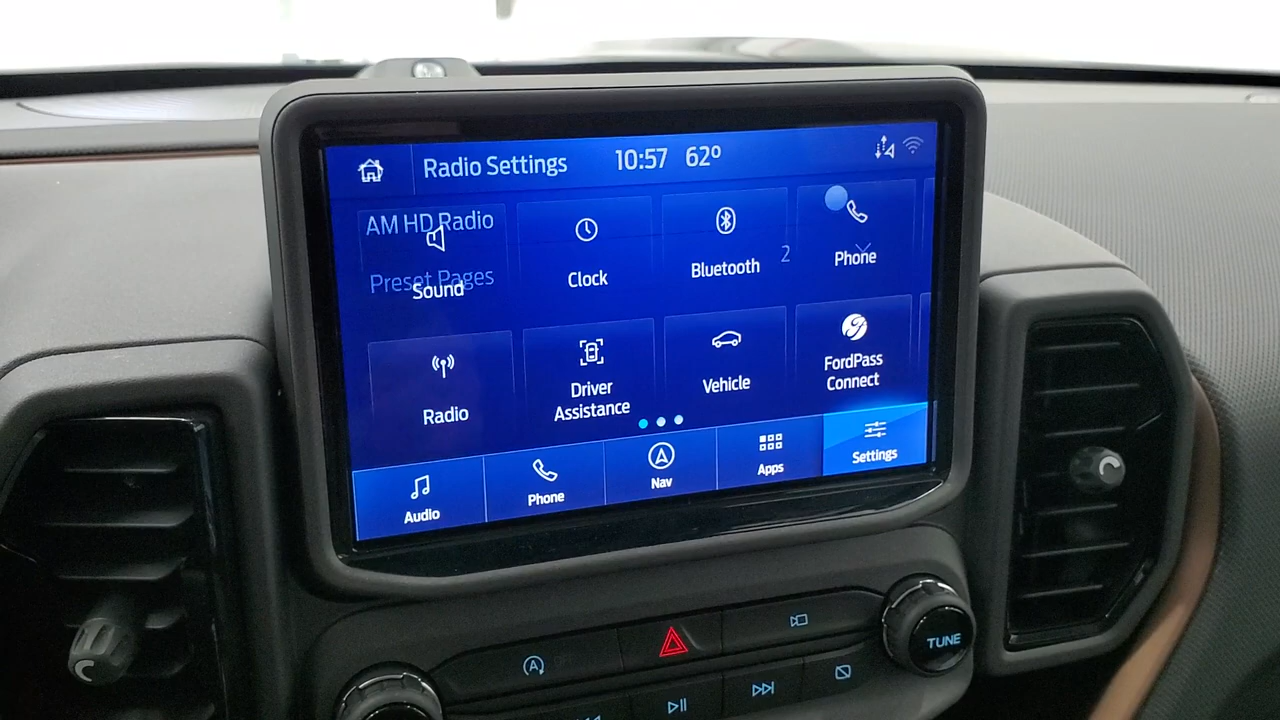 Radio Settings 10:57 62°
AM HD Radio
Preset Pages 2
Sound Clock Bluetooth Phone
Radio Driver Assistance Vehicle FordPass Connect
Audio Phone Nav Apps Settings
TUNE